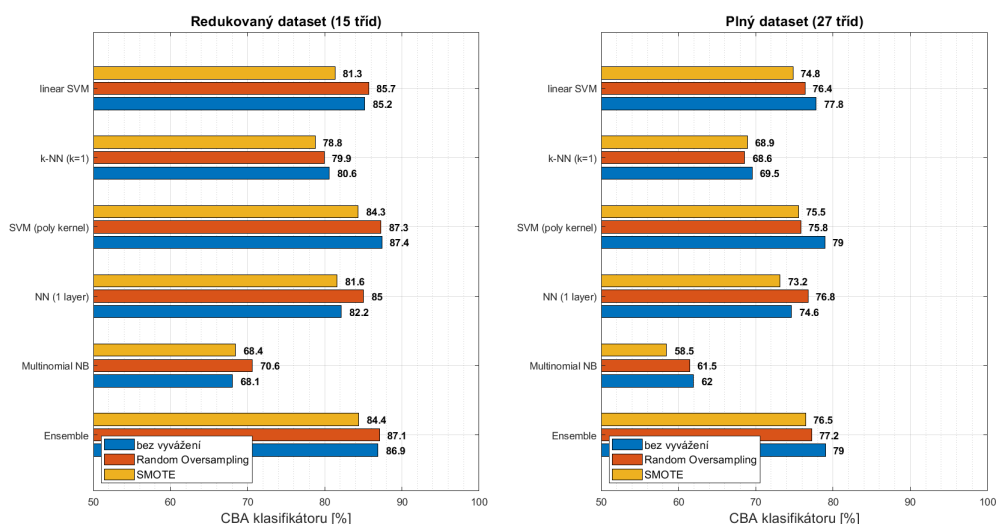 Redukovaný dataset (15 tříd)
linear SVM
81.3
85.7
85.2
k-NN (k=1)
78.8
79.9
80.6
SVM (poly kernel)
84.3
87.3
87.4
NN (1 layer)
81.6
85
82.2
Multinomial NB
68.4
70.6
68.1
Ensemble
84.4
87.1
86.9
bez vyvážení
Random Oversampling
SMOTE
50 60 70 80 90 100
CBA klasifikátoru [%]
Plný dataset (27 tříd)
linear SVM
74.8
76.4
77.8
k-NN (k=1)
68.9
68.6
69.5
SVM (poly kernel)
75.5
75.8
79
NN (1 layer)
73.2
76.8
74.6
Multinomial NB
58.5
61.5
62
Ensemble
76.5
77.2
79
bez vyvážení
Random Oversampling
SMOTE
50 60 70 80 90 100
CBA klasifikátoru [%]